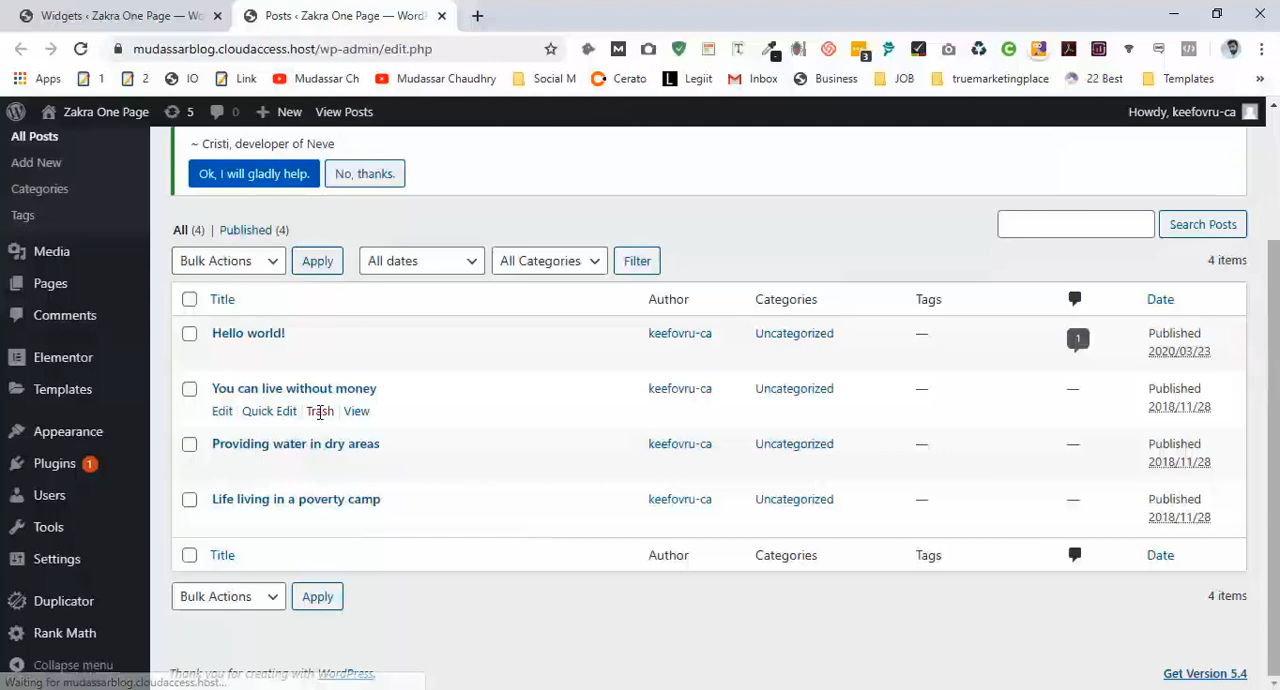 Widgets ‹ Zakra One Page — Wo
Posts ‹ Zakra One Page — WordP
mudassarblog.cloudaccess.host/wp-admin/edit.php
Apps 1 2 IO Link Mudassar Ch Mudassar Chaudhry Social M Cerato Legiit Inbox Business JOB truemarketingplace 22 Best Templates »
Zakra One Page 5 0 New View Posts Howdy, keefovru-ca
All Posts
Add New
Categories
Tags
Media
Pages
Comments
Elementor
Templates
Appearance
Plugins 1
Users
Tools
Settings
Duplicator
Rank Math
Collapse menu
~ Cristi, developer of Neve
Ok, I will gladly help. No, thanks.
All (4) | Published (4)
Search Posts
Bulk Actions Apply All dates All Categories Filter 4 items
Title Author Categories Tags Date
Hello world! keefovru-ca Uncategorized — 1 Published
2020/03/23
You can live without money keefovru-ca Uncategorized — — Published
2018/11/28
Edit | Quick Edit | Trash | View
Providing water in dry areas keefovru-ca Uncategorized — — Published
2018/11/28
Life living in a poverty camp keefovru-ca Uncategorized — — Published
2018/11/28
Title Author Categories Tags Date
Bulk Actions Apply 4 items
Thank you for creating with WordPress. Get Version 5.4
Waiting for mudassarblog.cloudaccess.host...